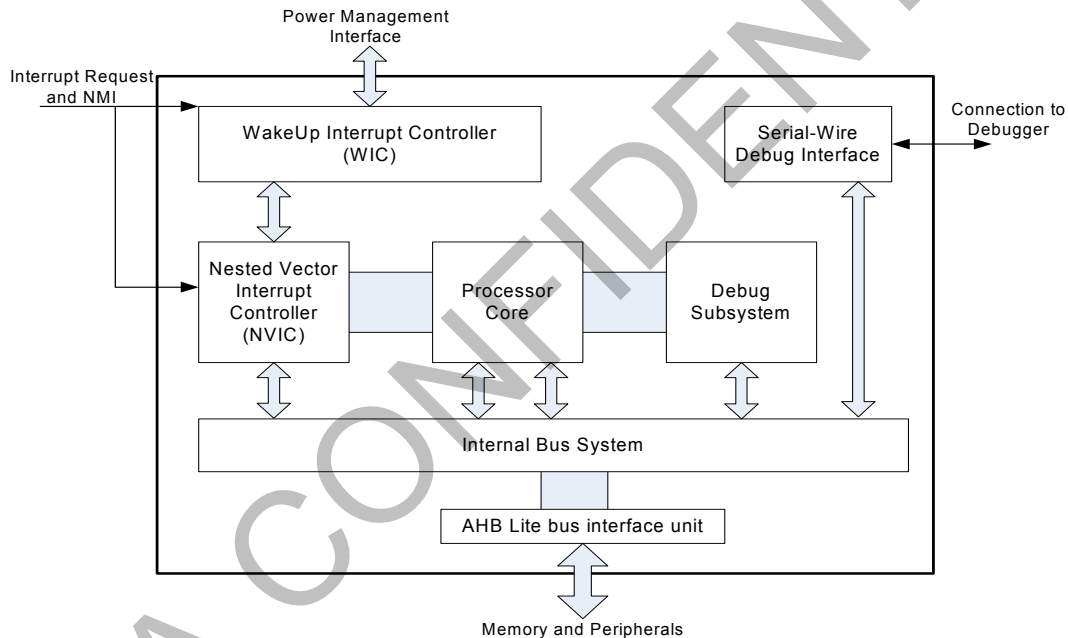 Power Management
Interface
Interrupt Request
and NMI
WakeUp Interrupt Controller
(WIC)
Serial-Wire
Debug Interface
Connection to
Debugger
Nested Vector
Interrupt
Controller
(NVIC)
Processor
Core
Debug
Subsystem
Internal Bus System
AHB Lite bus interface unit
Memory and Peripherals
A CONFIDENT